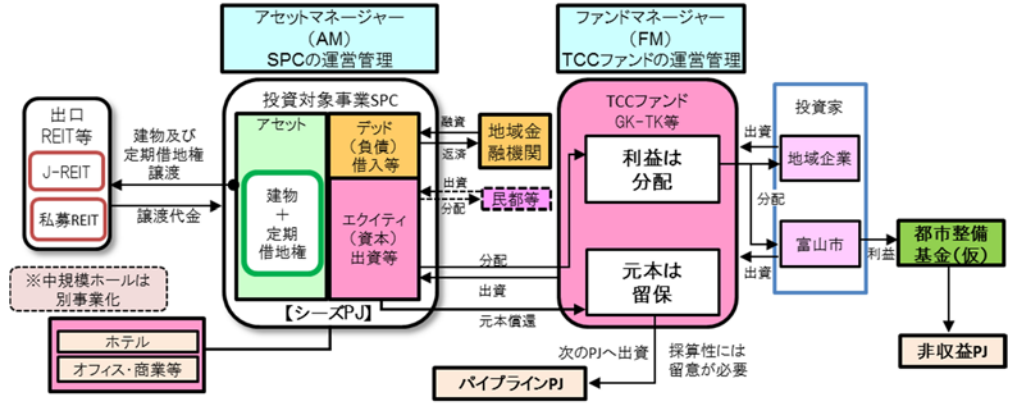 アセットマネージャー
(AM)
SPCの運営管理
ファンドマネージャー
(FM)
TCCファンドの運営管理
出口
REIT等
J-REIT
私募REIT
建物及び
定期借地権
譲渡
譲渡代金
投資対象事業SPC
アセット
建物
+
定期
借地権
デッド
(負債)
借入等
エクイティ
(資本)
出資等
【シーズPJ】
融資
返済
地域金
融機関
出資
分配
民都等
分配
出資
元本償還
TCCファンド
GK-TK等
利益は
分配
元本は
留保
出資
分配
出資
投資家
地域企業
富山市
利益
都市整備
基金(仮)
非収益PJ
※中規模ホールは
別事業化
ホテル
オフィス・商業等
次のPJへ出資
採算性には
留意が必要
パイプラインPJ